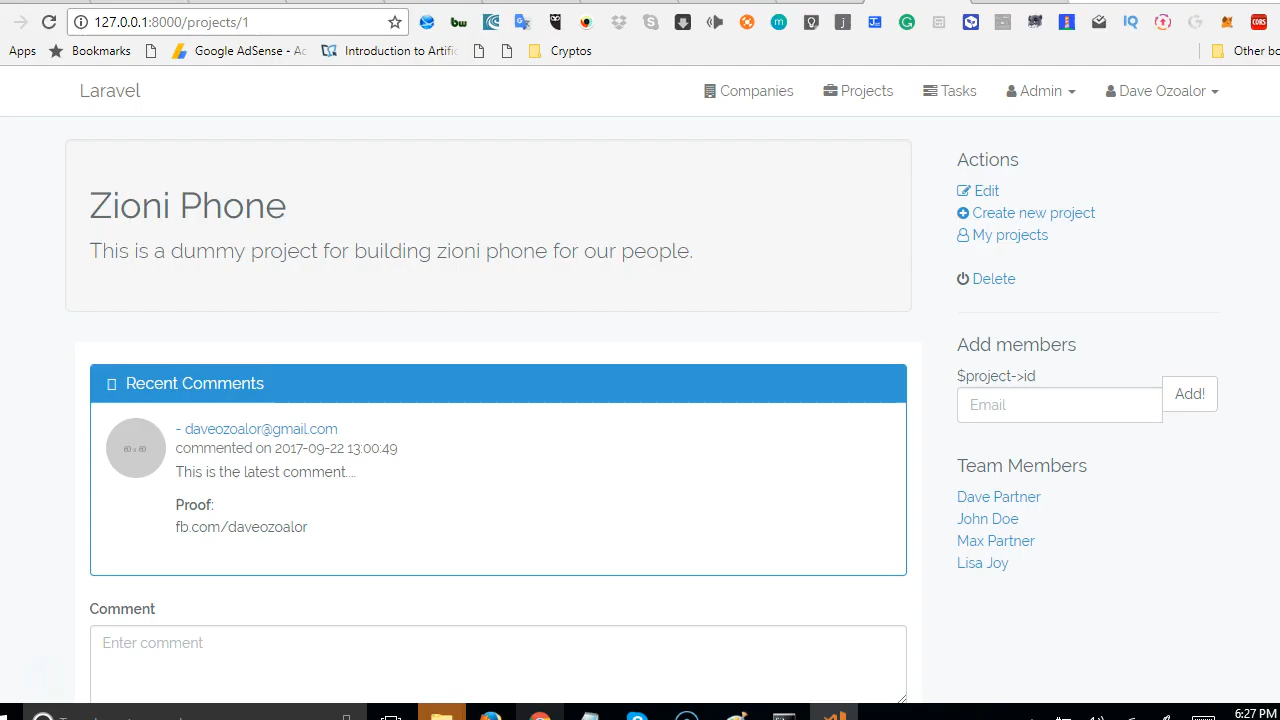 127.0.0.1:8000/projects/1
Apps Bookmarks Google AdSense - Ac Introduction to Artific Cryptos Other bo
Laravel Companies Projects Tasks Admin Dave Ozoalor
Zioni Phone
This is a dummy project for building zioni phone for our people.
Recent Comments
- daveozoalor@gmail.com
commented on 2017-09-22 13:00:49
This is the latest comment....
Proof:
fb.com/daveozoalor
Comment
Enter comment
Actions
Edit
Create new project
My projects
Delete
Add members
$project->id
Email Add!
Team Members
Dave Partner
John Doe
Max Partner
Lisa Joy
6:27 PM